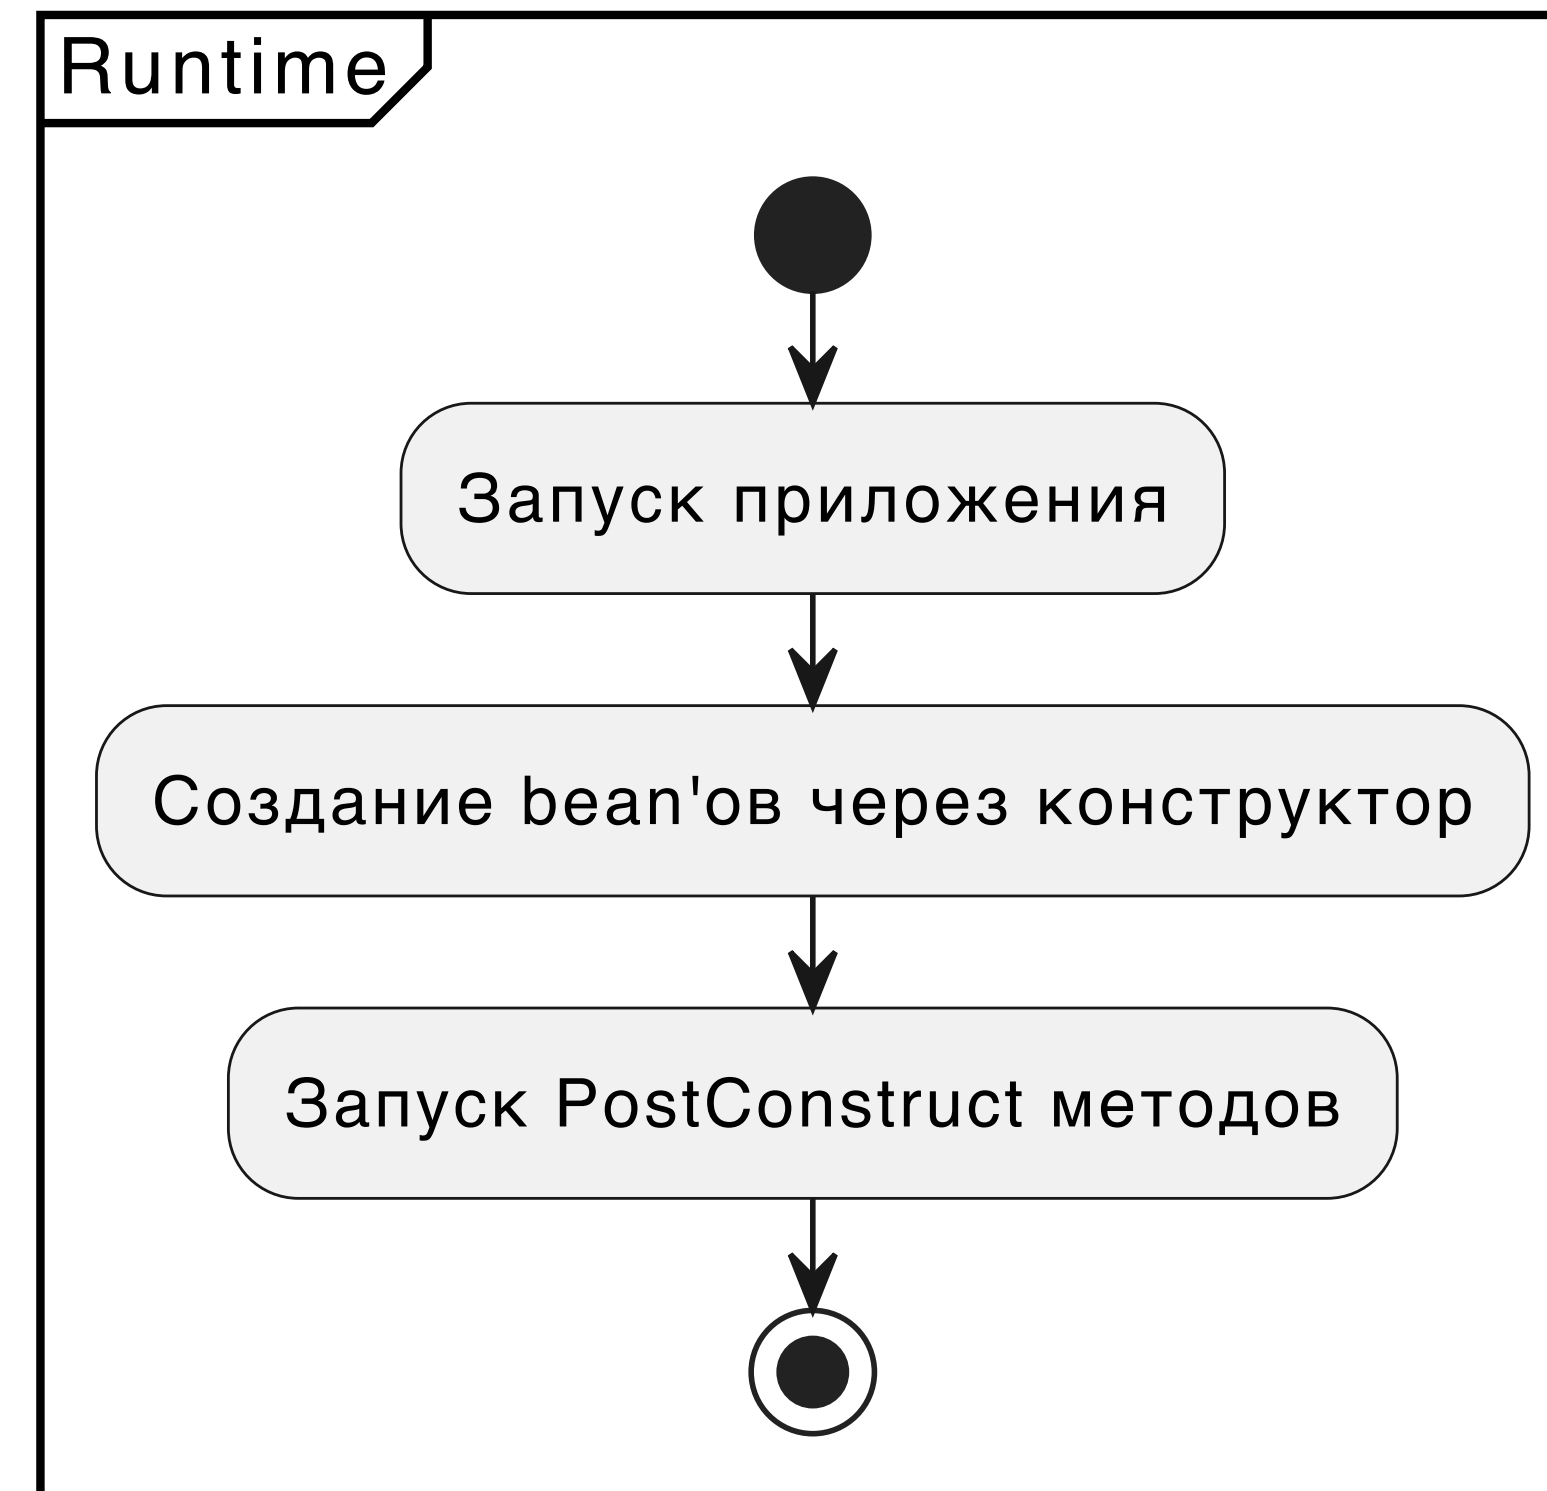 Runtime
Запуск приложения
Создание bean'ов через конструктор
Запуск PostConstruct методов